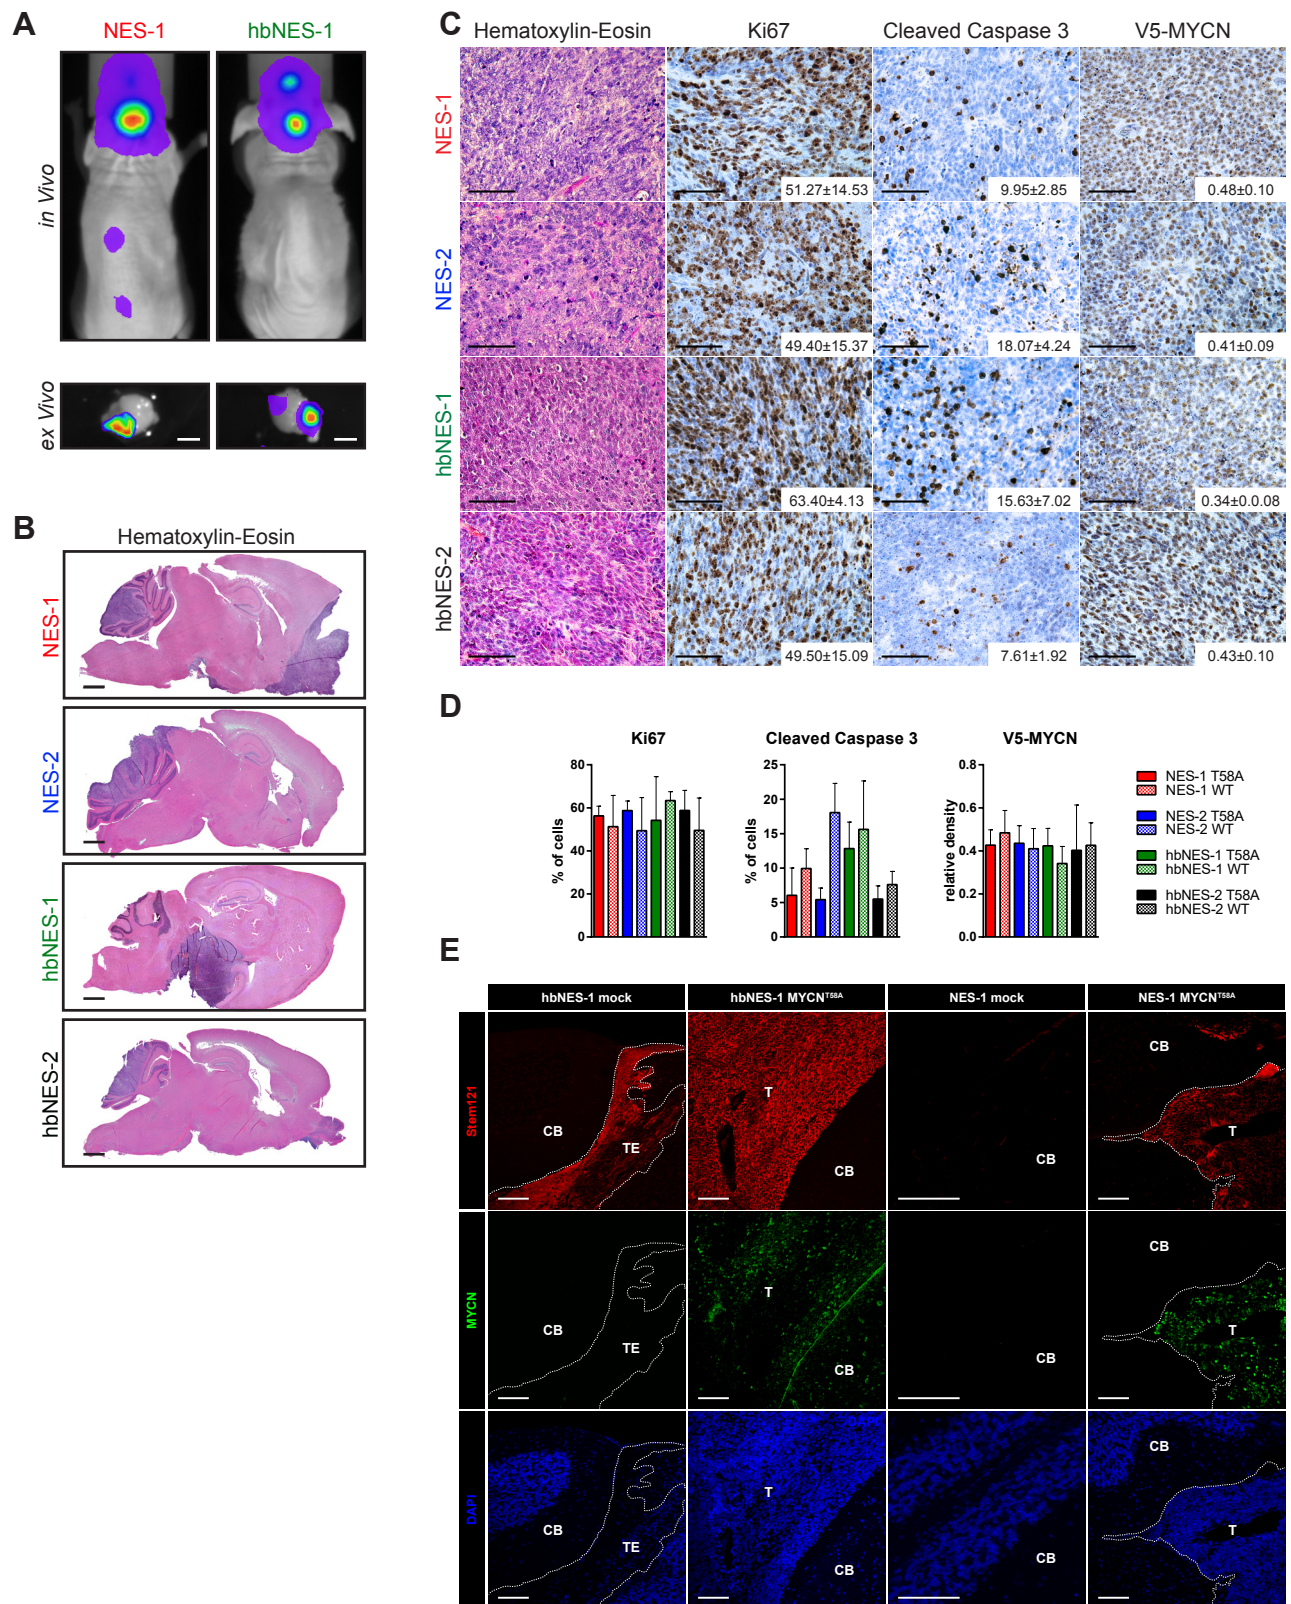 A
NES-1
hbNES-1
in Vivo
ex Vivo
B
Hematoxylin-Eosin
NES-1
NES-2
hbNES-1
hbNES-2
C
Hematoxylin-Eosin
Ki67
Cleaved Caspase 3
V5-MYCN
NES-1
51.27±14.53
9.95±2.85
0.48±0.10
NES-2
49.40±15.37
18.07±4.24
0.41±0.09
hbNES-1
63.40±4.13
15.63±7.02
0.34±0.0.08
hbNES-2
49.50±15.09
7.61±1.92
0.43±0.10
D
Ki67
% of cells
80
60
40
20
0
Cleaved Caspase 3
% of cells
25
20
15
10
5
0
V5-MYCN
relative density
0.8
0.6
0.4
0.2
0.0
NES-1 T58A
NES-1 WT
NES-2 T58A
NES-2 WT
hbNES-1 T58A
hbNES-1 WT
hbNES-2 T58A
hbNES-2 WT
E
hbNES-1 mock
hbNES-1 MYCNT58A
NES-1 mock
NES-1 MYCNT58A
Stem121
CB
TE
T
CB
CB
CB
T
MYCN
CB
TE
T
CB
CB
CB
T
DAPI
CB
TE
T
CB
CB
CB
T